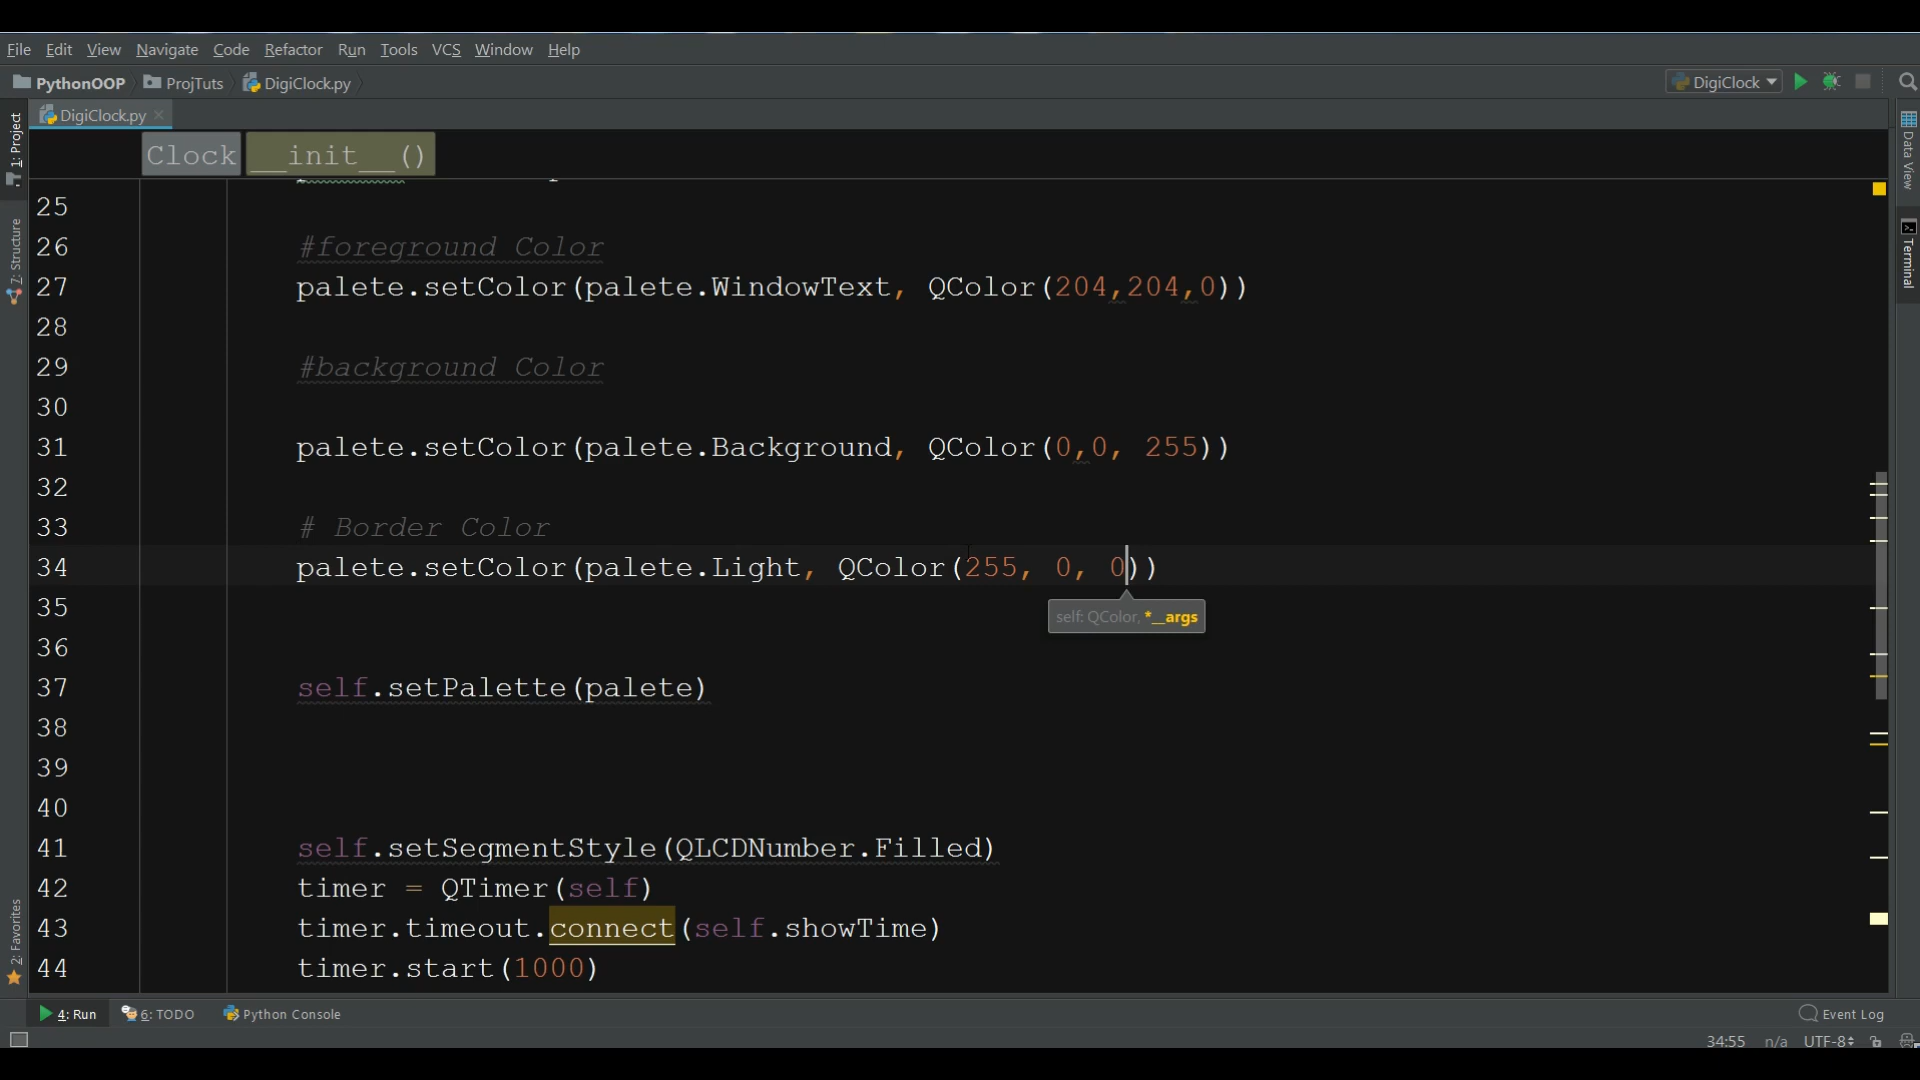 File Edit View Navigate Code Refactor Run Tools VCS Window Help
PythonOOP ProjTuts DigiClock.py DigiClock
DigiClock.py
Clock __init__()
25
26 #foreground Color
27 palete.setColor(palete.WindowText, QColor(204,204,0))
28
29 #background Color
30
31 palete.setColor(palete.Background, QColor(0,0, 255))
32
33 # Border Color
34 palete.setColor(palete.Light, QColor(255, 0, 0))
35
self: QColor, *__args
36
37 self.setPalette(palete)
38
39
40
41 self.setSegmentStyle(QLCDNumber.Filled)
42 timer = QTimer(self)
43 timer.timeout.connect(self.showTime)
44 timer.start(1000)
1: Project
7: Structure
2: Favorites
Data View
Terminal
4: Run 6: TODO Python Console Event Log
34:55 n/a UTF-8